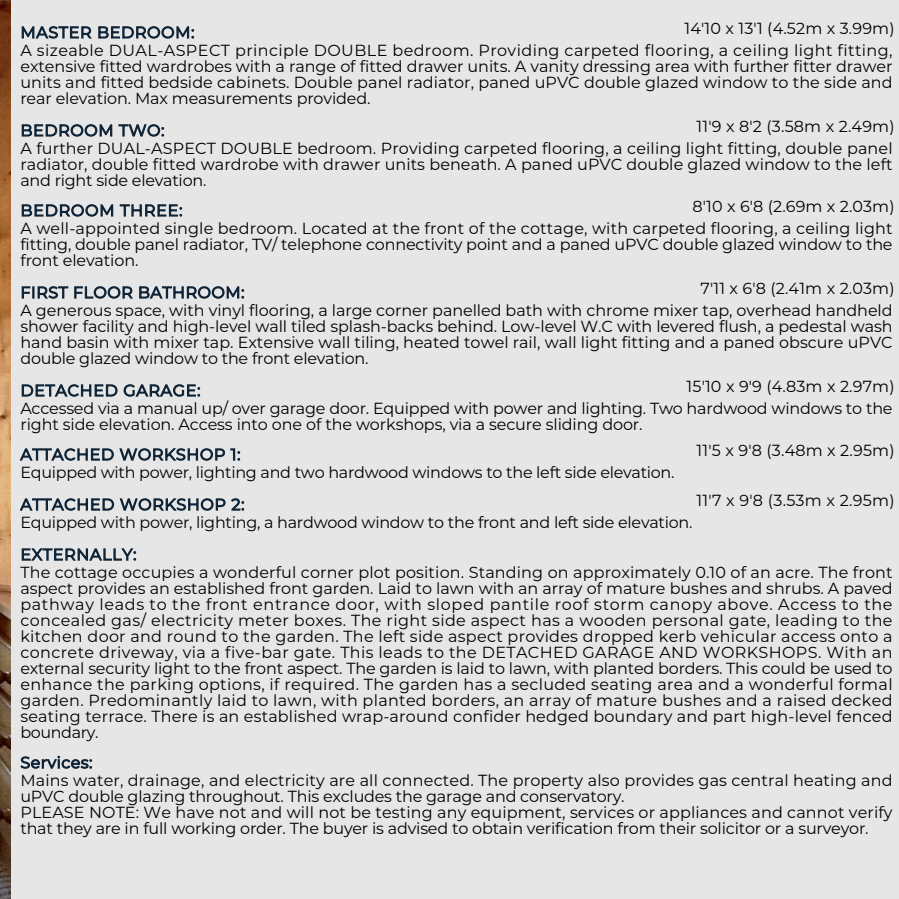 MASTER BEDROOM: 14'10 x 13'1 (4.52m x 3.99m)
A sizeable DUAL-ASPECT principle DOUBLE bedroom. Providing carpeted flooring, a ceiling light fitting,
extensive fitted wardrobes with a range of fitted drawer units. A vanity dressing area with further fitter drawer
units and fitted bedside cabinets. Double panel radiator, paned uPVC double glazed window to the side and
rear elevation. Max measurements provided.
BEDROOM TWO: 11'9 x 8'2 (3.58m x 2.49m)
A further DUAL-ASPECT DOUBLE bedroom. Providing carpeted flooring, a ceiling light fitting, double panel
radiator, double fitted wardrobe with drawer units beneath. A paned uPVC double glazed window to the left
and right side elevation.
BEDROOM THREE: 8'10 x 6'8 (2.69m x 2.03m)
A well-appointed single bedroom. Located at the front of the cottage, with carpeted flooring, a ceiling light
fitting, double panel radiator, TV/ telephone connectivity point and a paned uPVC double glazed window to the
front elevation.
FIRST FLOOR BATHROOM: 7'11 x 6'8 (2.41m x 2.03m)
A generous space, with vinyl flooring, a large corner panelled bath with chrome mixer tap, overhead handheld
shower facility and high-level wall tiled splash-backs behind. Low-level W.C with levered flush, a pedestal wash
hand basin with mixer tap. Extensive wall tiling, heated towel rail, wall light fitting and a paned obscure uPVC
double glazed window to the front elevation.
DETACHED GARAGE: 15'10 x 9'9 (4.83m x 2.97m)
Accessed via a manual up/ over garage door. Equipped with power and lighting. Two hardwood windows to the
right side elevation. Access into one of the workshops, via a secure sliding door.
ATTACHED WORKSHOP 1: 11'5 x 9'8 (3.48m x 2.95m)
Equipped with power, lighting and two hardwood windows to the left side elevation.
ATTACHED WORKSHOP 2: 11'7 x 9'8 (3.53m x 2.95m)
Equipped with power, lighting, a hardwood window to the front and left side elevation.
EXTERNALLY:
The cottage occupies a wonderful corner plot position. Standing on approximately 0.10 of an acre. The front
aspect provides an established front garden. Laid to lawn with an array of mature bushes and shrubs. A paved
pathway leads to the front entrance door, with sloped pantile roof storm canopy above. Access to the
concealed gas/ electricity meter boxes. The right side aspect has a wooden personal gate, leading to the
kitchen door and round to the garden. The left side aspect provides dropped kerb vehicular access onto a
concrete driveway, via a five-bar gate. This leads to the DETACHED GARAGE AND WORKSHOPS. With an
external security light to the front aspect. The garden is laid to lawn, with planted borders. This could be used to
enhance the parking options, if required. The garden has a secluded seating area and a wonderful formal
garden. Predominantly laid to lawn, with planted borders, an array of mature bushes and a raised decked
seating terrace. There is an established wrap-around confider hedged boundary and part high-level fenced
boundary.
Services:
Mains water, drainage, and electricity are all connected. The property also provides gas central heating and
uPVC double glazing throughout. This excludes the garage and conservatory.
PLEASE NOTE: We have not and will not be testing any equipment, services or appliances and cannot verify
that they are in full working order. The buyer is advised to obtain verification from their solicitor or a surveyor.